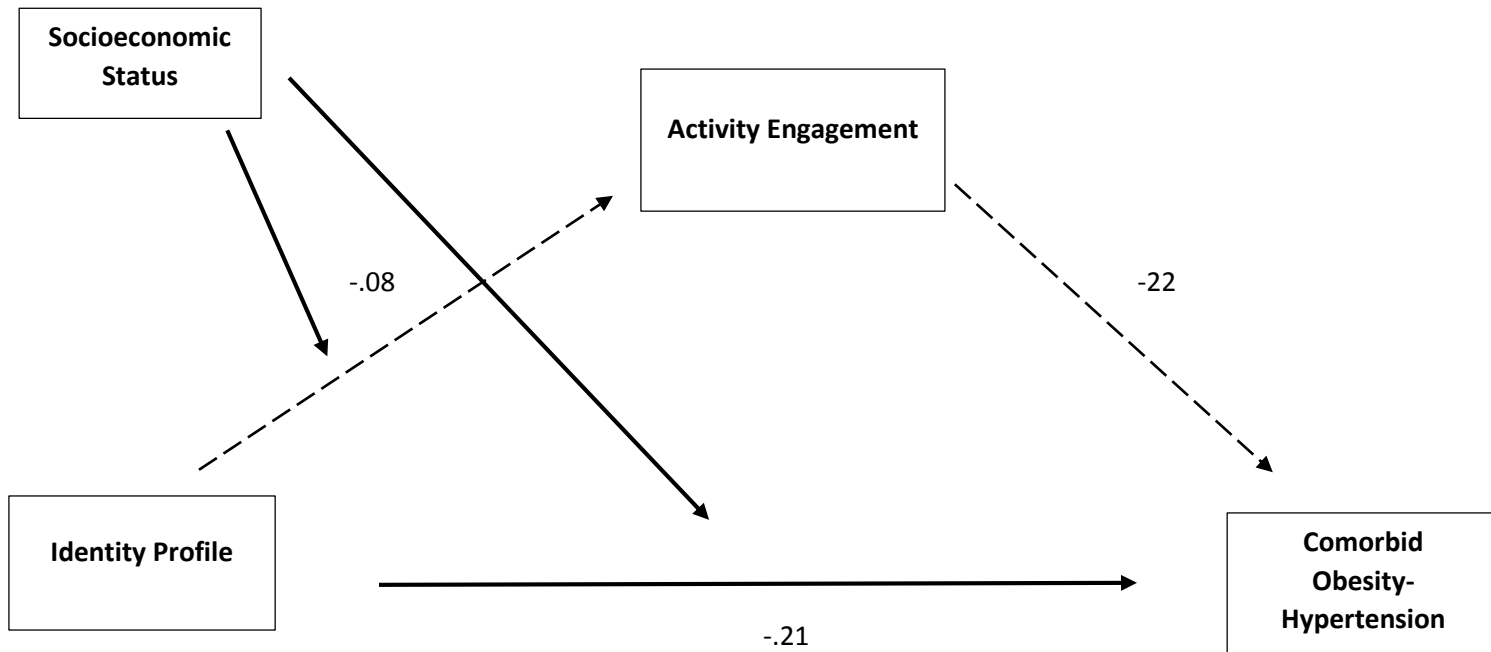 Socioeconomic
Status
Activity Engagement
-.08
-22
Identity Profile
Comorbid
Obesity-
Hypertension
-.21